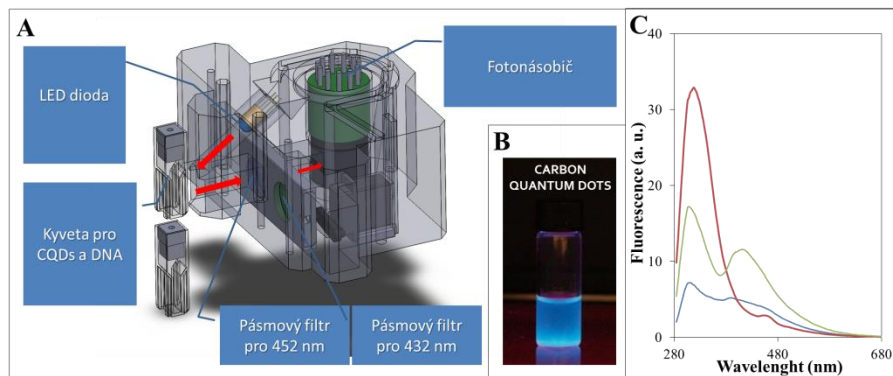 A
LED dioda
Kyveta pro
CQDs a DNA
Fotonásobič
Pásmový filtr
pro 452 nm
Pásmový filtr
pro 432 nm
B
CARBON
QUANTUM DOTS
C
Fluorescence (a. u.)
40
30
20
10
0
280
480
680
Wavelenght (nm)